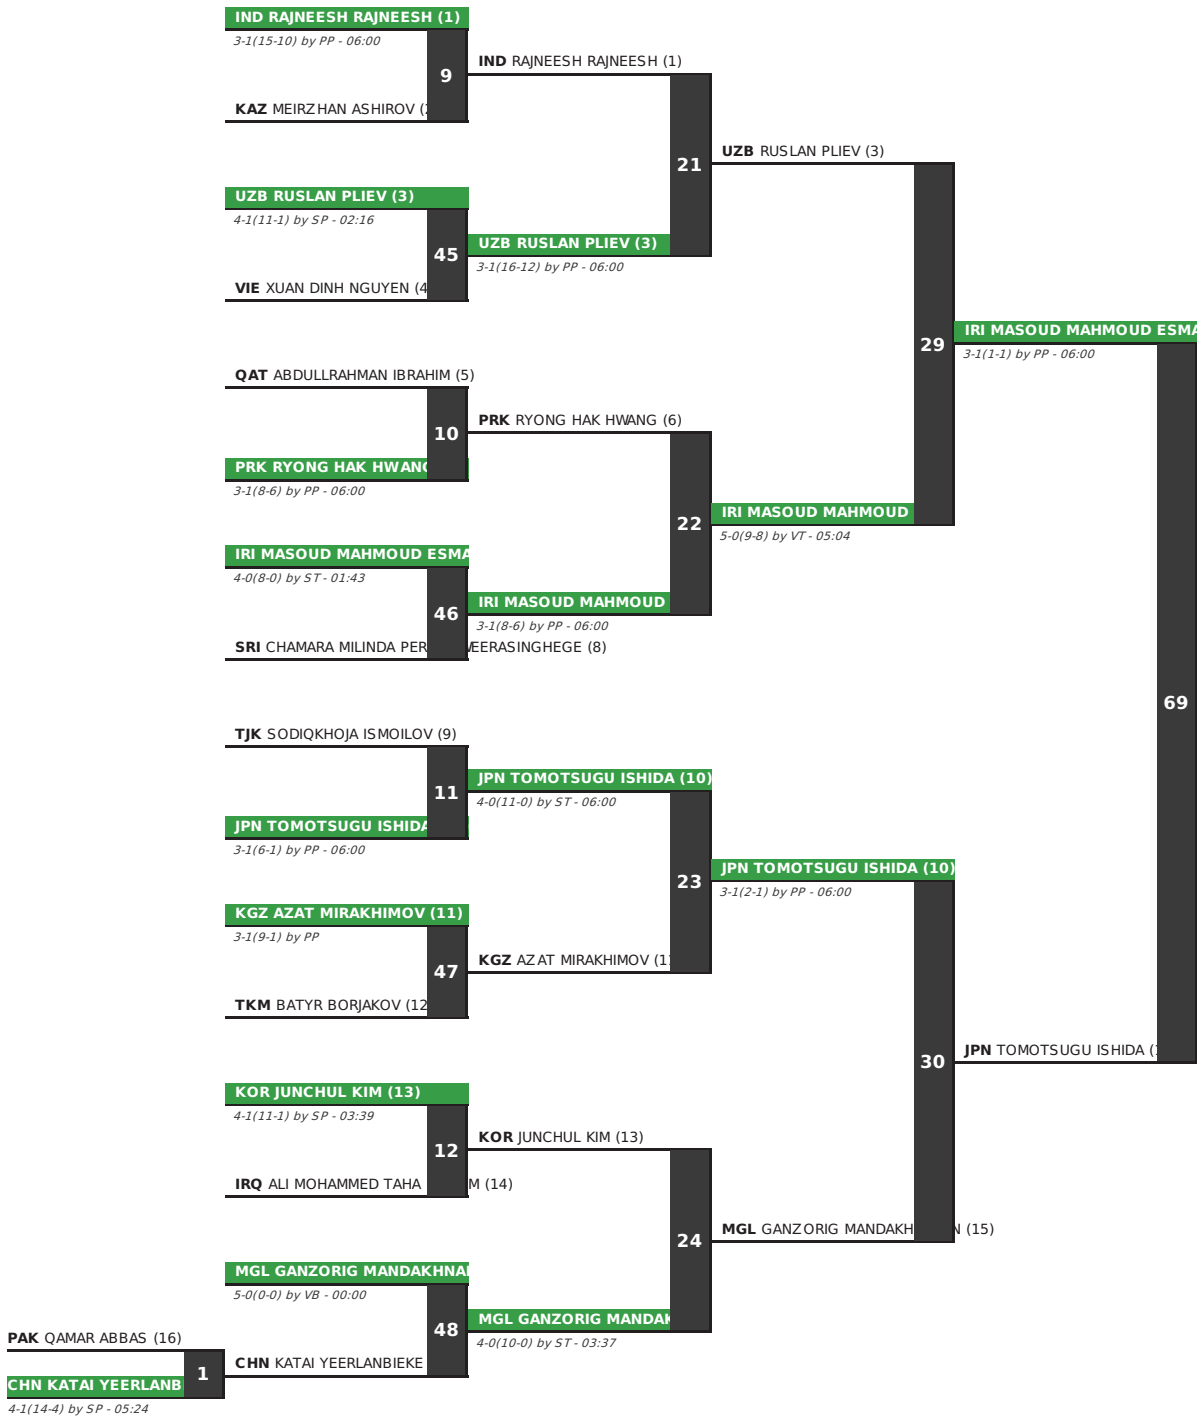 IND RAJNEESH RAJNEESH (1)
3-1(15-10) by PP - 06:00
9
KAZ MEIRZHAN ASHIROV
IND RAJNEESH RAJNEESH (1)
21
UZB RUSLAN PLIEV (3)
4-1(11-1) by SP - 02:16
45
VIE XUAN DINH NGUYEN (4
UZB RUSLAN PLIEV (3)
3-1(16-12) by PP - 06:00
UZB RUSLAN PLIEV (3)
29
QAT ABDULLRAHMAN IBRAHIM (5)
10
PRK RYONG HAK HWANG
3-1(8-6) by PP - 06:00
PRK RYONG HAK HWANG (6)
22
IRI MASOUD MAHMOUD ESMA
4-0(8-0) by ST - 01:43
46
SRI CHAMARA MILINDA PER WEERASINGHEGE (8)
IRI MASOUD MAHMOUD
3-1(8-6) by PP - 06:00
IRI MASOUD MAHMOUD
5-0(9-8) by VT - 05:04
IRI MASOUD MAHMOUD ESMA
3-1(1-1) by PP - 06:00
69
TJK SODIQKHOJA ISMOILOV (9)
11
JPN TOMOTSUGU ISHIDA
3-1(6-1) by PP - 06:00
JPN TOMOTSUGU ISHIDA (10)
4-0(11-0) by ST - 06:00
23
KGZ AZAT MIRAKHIMOV (11)
3-1(9-1) by PP
47
TKM BATYR BORJAKOV (12
KGZ AZAT MIRAKHIMOV (11
JPN TOMOTSUGU ISHIDA (10)
3-1(2-1) by PP - 06:00
30
JPN TOMOTSUGU ISHIDA
KOR JUNCHUL KIM (13)
4-1(11-1) by SP - 03:39
12
IRQ ALI MOHAMMED TAHA M (14)
KOR JUNCHUL KIM (13)
24
MGL GANZORIG MANDAKH N (15)
MGL GANZORIG MANDAKHNA
5-0(0-0) by VB - 00:00
48
MGL GANZORIG MANDAK
4-0(10-0) by ST - 03:37
CHN KATAI YEERLANBIEKE
PAK QAMAR ABBAS (16)
1
CHN KATAI YEERLANB
4-1(14-4) by SP - 05:24